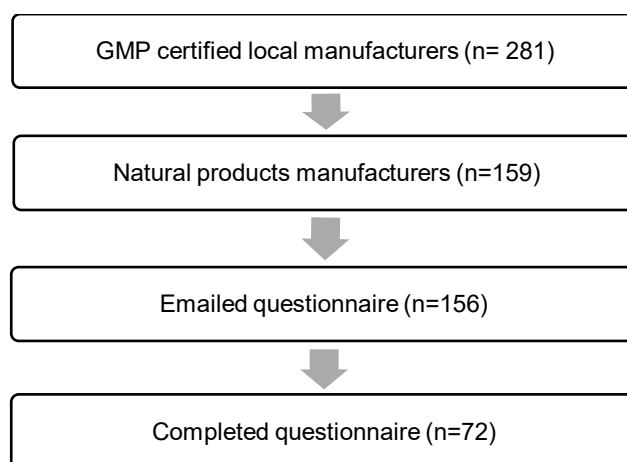 GMP certified local manufacturers (n= 281)
Natural products manufacturers (n=159)
Emailed questionnaire (n=156)
Completed questionnaire (n=72)